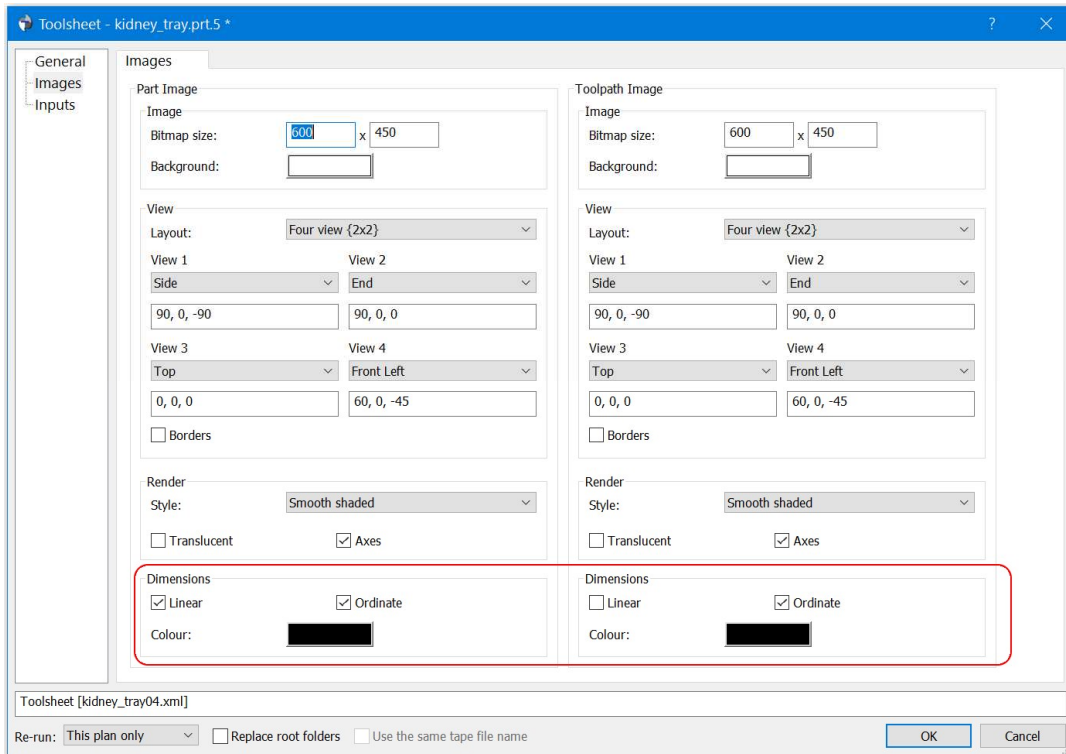 Toolsheet - kidney_tray.prt.5 *
?
General
Images
Inputs
Images
Part Image
Image
Bitmap size: 600 x 450
Background:
View
Layout: Four view {2x2}
View 1 View 2
Side End
90, 0, -90 90, 0, 0
View 3 View 4
Top Front Left
0, 0, 0 60, 0, -45
Borders
Render
Style: Smooth shaded
Translucent Axes
Dimensions
Linear Ordinate
Colour:
Toolpath Image
Image
Bitmap size: 600 x 450
Background:
View
Layout: Four view {2x2}
View 1 View 2
Side End
90, 0, -90 90, 0, 0
View 3 View 4
Top Front Left
0, 0, 0 60, 0, -45
Borders
Render
Style: Smooth shaded
Translucent Axes
Dimensions
Linear Ordinate
Colour:
Toolsheet [kidney_tray04.xml]
Re-run: This plan only Replace root folders Use the same tape file name OK Cancel